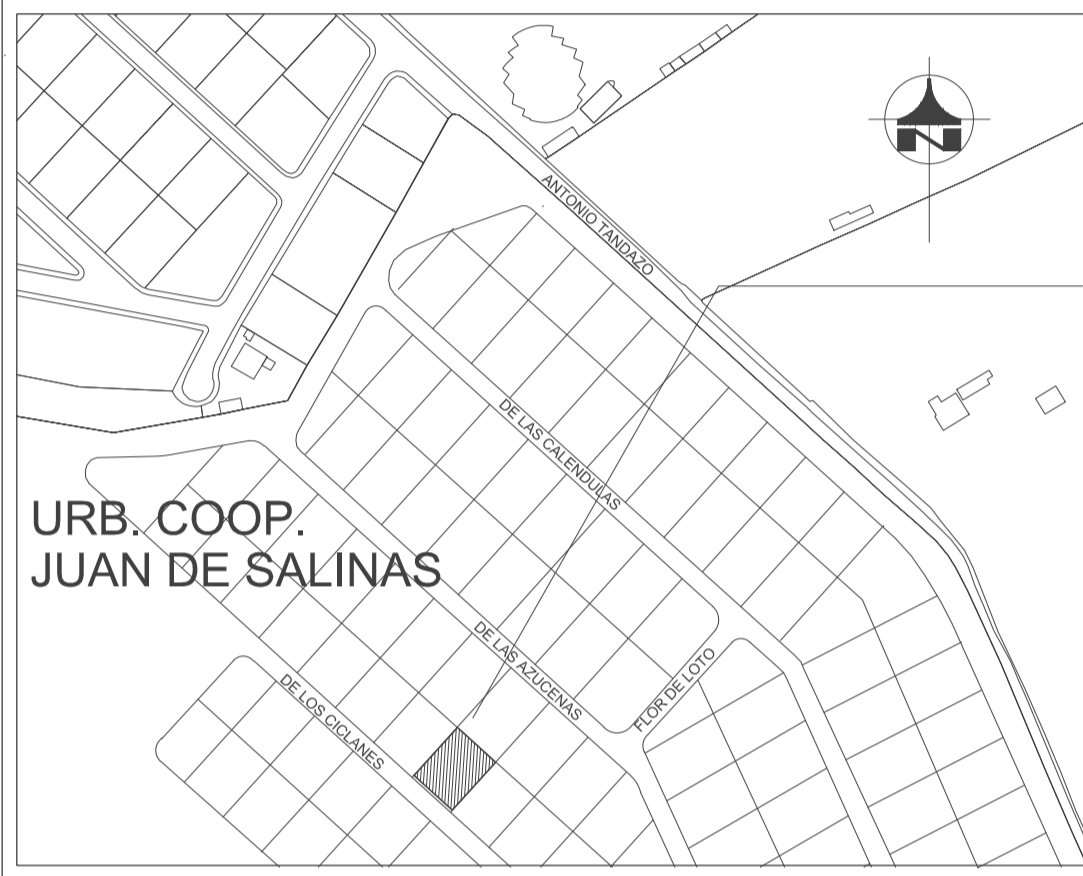 N
ANTONIO TANDAZO
DE LAS CALENDULAS
URB. COOP.
JUAN DE SALINAS
DE LAS AZUCENAS
FLOR DE LOTO
DE LOS CICLANES